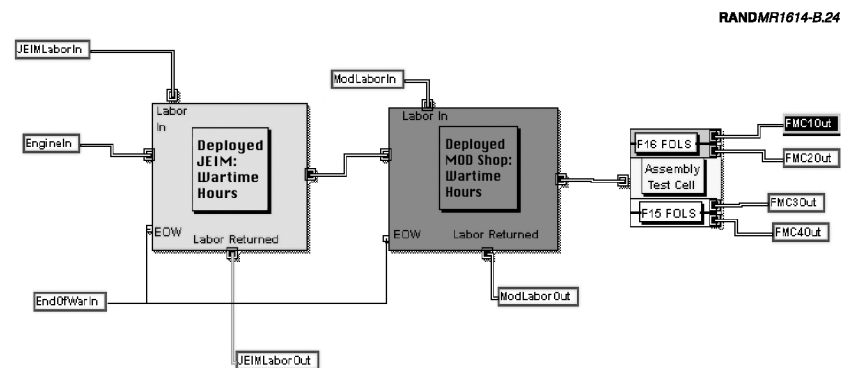 RANDMR1614-B.24
JEIMLaborIn
ModLaborIn
EngineIn
Labor
In
Deployed
JEIM:
Wartime
Hours
EOW
Labor Returned
Labor In
Deployed
MOD Shop:
Wartime
Hours
EOW
Labor Returned
F16 FOLS
Assembly
Test Cell
F15 FOLS
FMC1Out
FMC2Out
FMC3Out
FMC4Out
EndOfWarIn
ModLaborOut
JEIMLaborOut